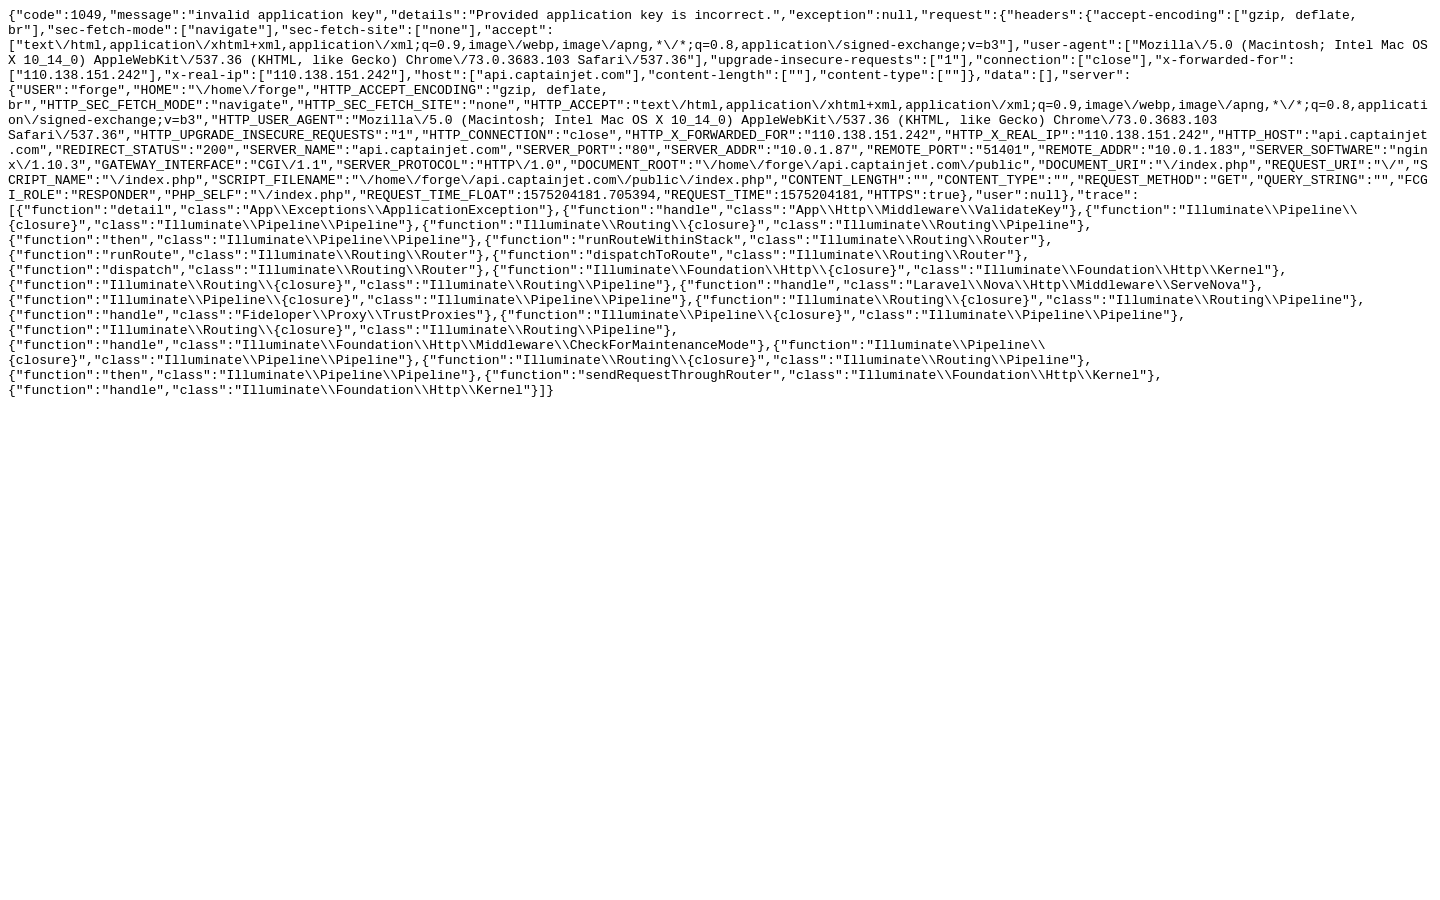 {"code":1049,"message":"invalid application key","details":"Provided application key is incorrect.","exception":null,"request":{"headers":{"accept-encoding":["gzip, deflate,
br"],"sec-fetch-mode":["navigate"],"sec-fetch-site":["none"],"accept":
["text\/html,application\/xhtml+xml,application\/xml;q=0.9,image\/webp,image\/apng,*\/*;q=0.8,application\/signed-exchange;v=b3"],"user-agent":["Mozilla\/5.0 (Macintosh; Intel Mac OS
X 10_14_0) AppleWebKit\/537.36 (KHTML, like Gecko) Chrome\/73.0.3683.103 Safari\/537.36"],"upgrade-insecure-requests":["1"],"connection":["close"],"x-forwarded-for":
["110.138.151.242"],"x-real-ip":["110.138.151.242"],"host":["api.captainjet.com"],"content-length":[""],"content-type":[""]},"data":[],"server":
{"USER":"forge","HOME":"\/home\/forge","HTTP_ACCEPT_ENCODING":"gzip, deflate,
br","HTTP_SEC_FETCH_MODE":"navigate","HTTP_SEC_FETCH_SITE":"none","HTTP_ACCEPT":"text\/html,application\/xhtml+xml,application\/xml;q=0.9,image\/webp,image\/apng,*\/*;q=0.8,applicati
on\/signed-exchange;v=b3","HTTP_USER_AGENT":"Mozilla\/5.0 (Macintosh; Intel Mac OS X 10_14_0) AppleWebKit\/537.36 (KHTML, like Gecko) Chrome\/73.0.3683.103
Safari\/537.36","HTTP_UPGRADE_INSECURE_REQUESTS":"1","HTTP_CONNECTION":"close","HTTP_X_FORWARDED_FOR":"110.138.151.242","HTTP_X_REAL_IP":"110.138.151.242","HTTP_HOST":"api.captainjet
.com","REDIRECT_STATUS":"200","SERVER_NAME":"api.captainjet.com","SERVER_PORT":"80","SERVER_ADDR":"10.0.1.87","REMOTE_PORT":"51401","REMOTE_ADDR":"10.0.1.183","SERVER_SOFTWARE":"ngin
x\/1.10.3","GATEWAY_INTERFACE":"CGI\/1.1","SERVER_PROTOCOL":"HTTP\/1.0","DOCUMENT_ROOT":"\/home\/forge\/api.captainjet.com\/public","DOCUMENT_URI":"\/index.php","REQUEST_URI":"\/","S
CRIPT_NAME":"\/index.php","SCRIPT_FILENAME":"\/home\/forge\/api.captainjet.com\/public\/index.php","CONTENT_LENGTH":"","CONTENT_TYPE":"","REQUEST_METHOD":"GET","QUERY_STRING":"","FCG
I_ROLE":"RESPONDER","PHP_SELF":"\/index.php","REQUEST_TIME_FLOAT":1575204181.705394,"REQUEST_TIME":1575204181,"HTTPS":true},"user":null},"trace":
[{"function":"detail","class":"App\\Exceptions\\ApplicationException"},{"function":"handle","class":"App\\Http\\Middleware\\ValidateKey"},{"function":"Illuminate\\Pipeline\\
{closure}","class":"Illuminate\\Pipeline\\Pipeline"},{"function":"Illuminate\\Routing\\{closure}","class":"Illuminate\\Routing\\Pipeline"},
{"function":"then","class":"Illuminate\\Pipeline\\Pipeline"},{"function":"runRouteWithinStack","class":"Illuminate\\Routing\\Router"},
{"function":"runRoute","class":"Illuminate\\Routing\\Router"},{"function":"dispatchToRoute","class":"Illuminate\\Routing\\Router"},
{"function":"dispatch","class":"Illuminate\\Routing\\Router"},{"function":"Illuminate\\Foundation\\Http\\{closure}","class":"Illuminate\\Foundation\\Http\\Kernel"},
{"function":"Illuminate\\Routing\\{closure}","class":"Illuminate\\Routing\\Pipeline"},{"function":"handle","class":"Laravel\\Nova\\Http\\Middleware\\ServeNova"},
{"function":"Illuminate\\Pipeline\\{closure}","class":"Illuminate\\Pipeline\\Pipeline"},{"function":"Illuminate\\Routing\\{closure}","class":"Illuminate\\Routing\\Pipeline"},
{"function":"handle","class":"Fideloper\\Proxy\\TrustProxies"},{"function":"Illuminate\\Pipeline\\{closure}","class":"Illuminate\\Pipeline\\Pipeline"},
{"function":"Illuminate\\Routing\\{closure}","class":"Illuminate\\Routing\\Pipeline"},
{"function":"handle","class":"Illuminate\\Foundation\\Http\\Middleware\\CheckForMaintenanceMode"},{"function":"Illuminate\\Pipeline\\
{closure}","class":"Illuminate\\Pipeline\\Pipeline"},{"function":"Illuminate\\Routing\\{closure}","class":"Illuminate\\Routing\\Pipeline"},
{"function":"then","class":"Illuminate\\Pipeline\\Pipeline"},{"function":"sendRequestThroughRouter","class":"Illuminate\\Foundation\\Http\\Kernel"},
{"function":"handle","class":"Illuminate\\Foundation\\Http\\Kernel"}]}